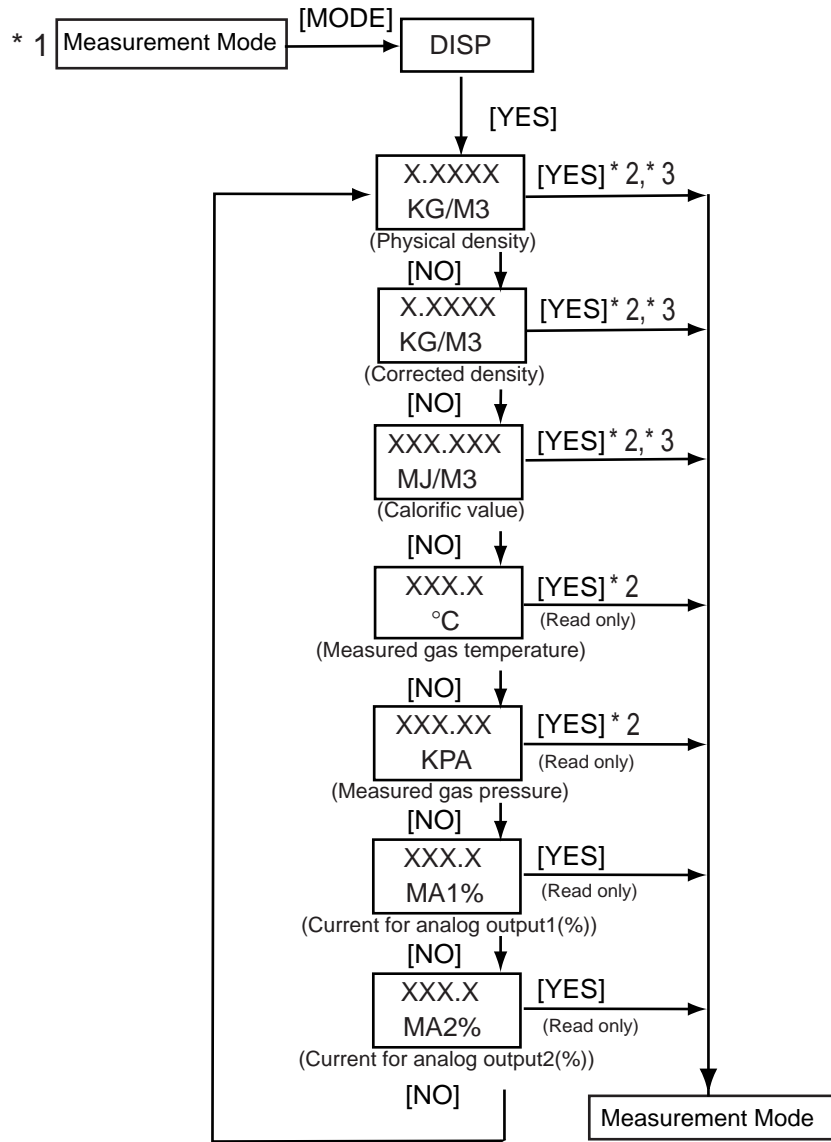 [MODE]
* 1 Measurement Mode DISP
[YES]
X.XXXX [YES] * 2,* 3
KG/M3
(Physical density)
[NO]
X.XXXX [YES] * 2,* 3
KG/M3
(Corrected density)
[NO]
XXX.XXX [YES] * 2,* 3
MJ/M3
(Calorific value)
[NO]
XXX.X [YES] * 2
°C (Read only)
(Measured gas temperature)
[NO]
XXX.XX [YES] * 2
KPA (Read only)
(Measured gas pressure)
[NO]
XXX.X [YES]
MA1% (Read only)
(Current for analog output1(%))
[NO]
XXX.X [YES]
MA2% (Read only)
(Current for analog output2(%))
[NO]
Measurement Mode